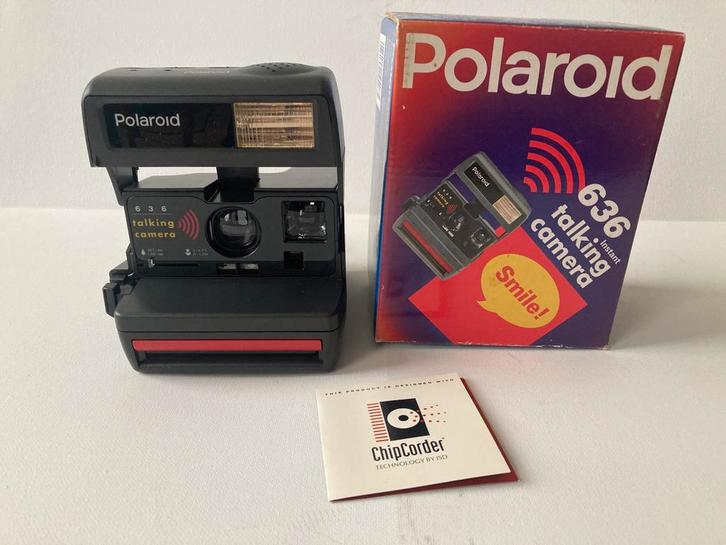 Polaroid
636
talking
camera
Polaroid
Polaroid
636 instant
talking
camera
Smile!
THIS PRODUCT IS DESIGNED WITH
ChipCorder
TECHNOLOGY BY ISD